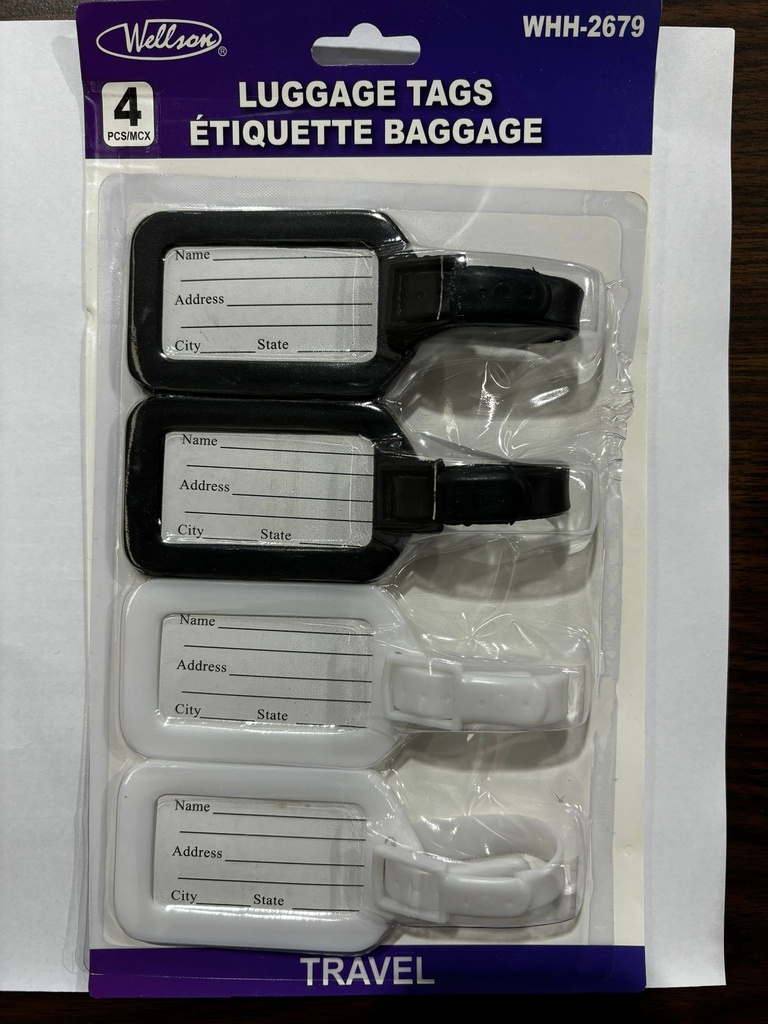 Wellson®
WHH-2679
4
PCS/MCX
LUGGAGE TAGS
ÉTIQUETTE BAGGAGE
Name
Address
City State
Name
Address
City State
Name
Address
City State
Name
Address
City State
TRAVEL